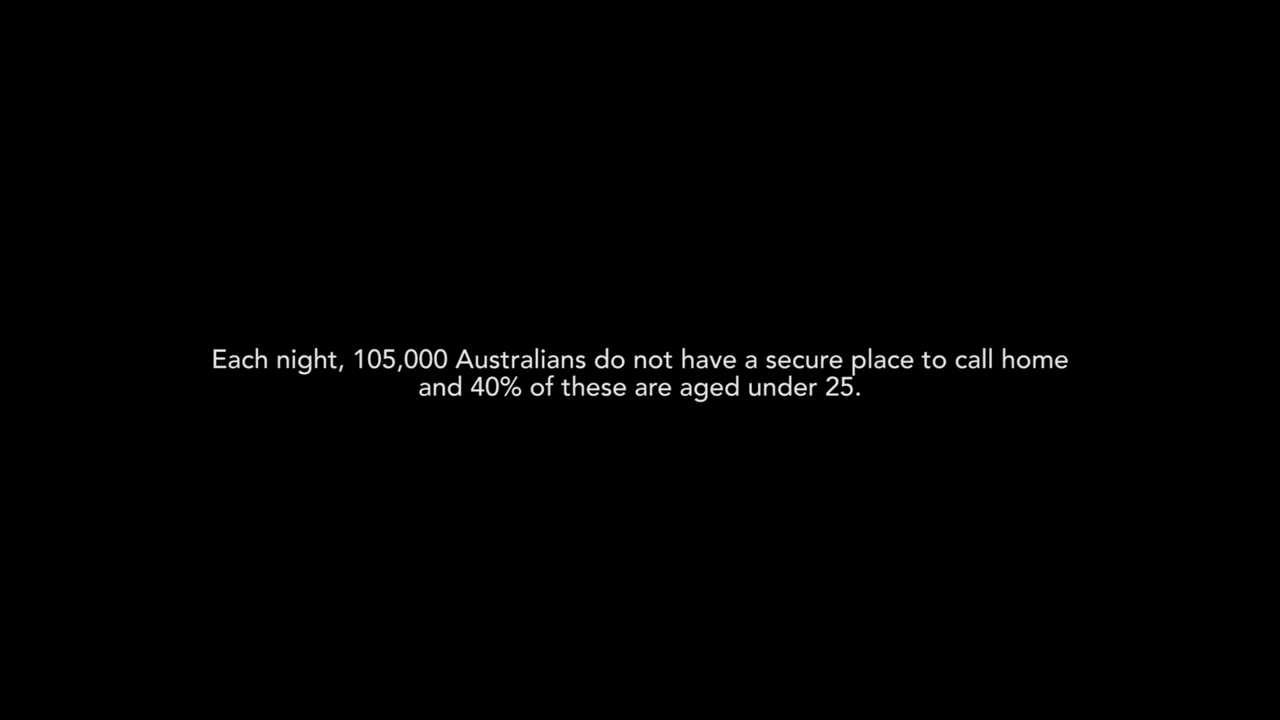 Each night, 105,000 Australians do not have a secure place to call home
and 40% of these are aged under 25.